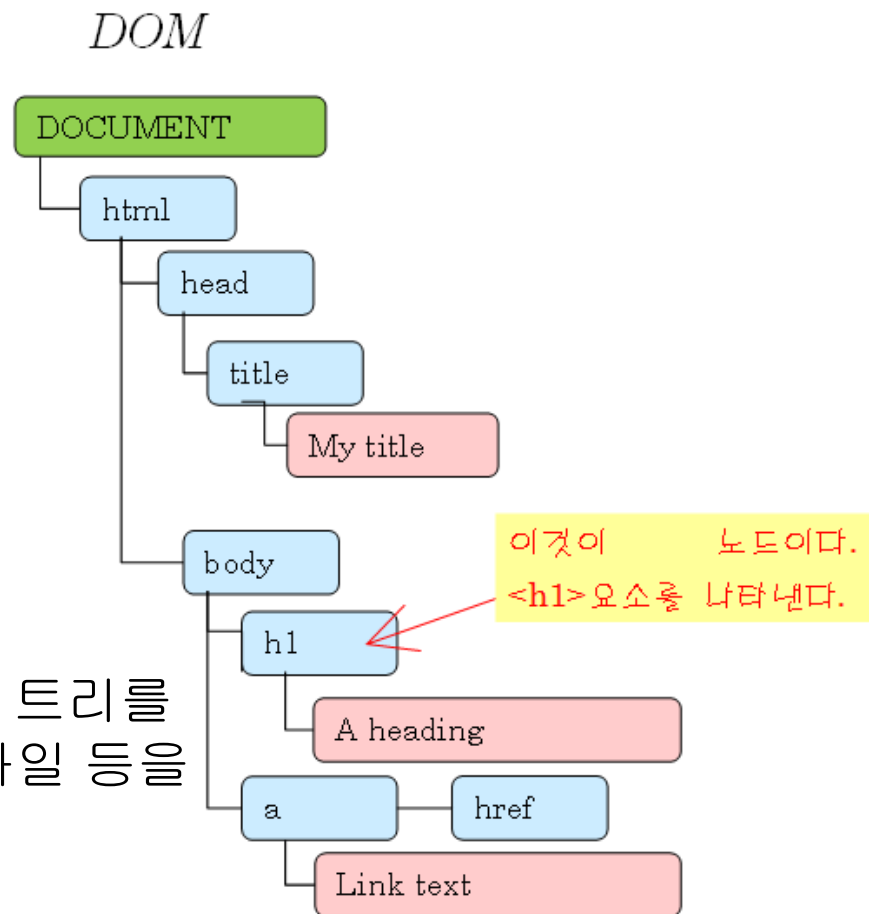 DOM
DOCUMENT
html
head
title
My title
body
이것이 노드이다.
<h1>요소를 나타낸다.
h1
트리를
A heading
일 등을
a href
Link text